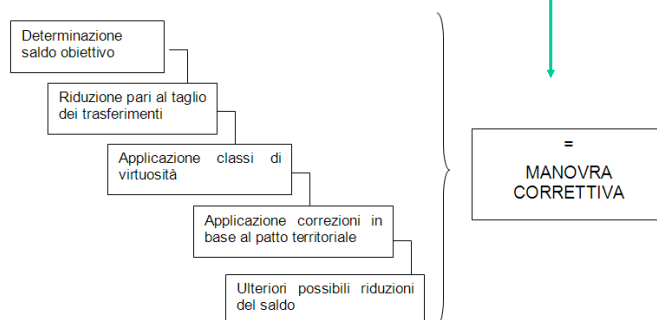 Determinazione
saldo obiettivo
Riduzione pari al taglio
dei trasferimenti
Applicazione classi di
virtuosità
Applicazione correzioni in
base al patto territoriale
Ulteriori possibili riduzioni
del saldo
=
MANOVRA
CORRETTIVA